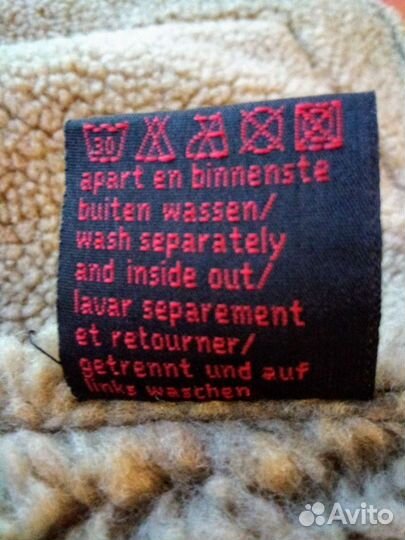 30
apart en binnenste
buiten wassen/
wash separately
and inside out/
lavar separement
et retourner/
getrennt und auf
links waschen
Avito